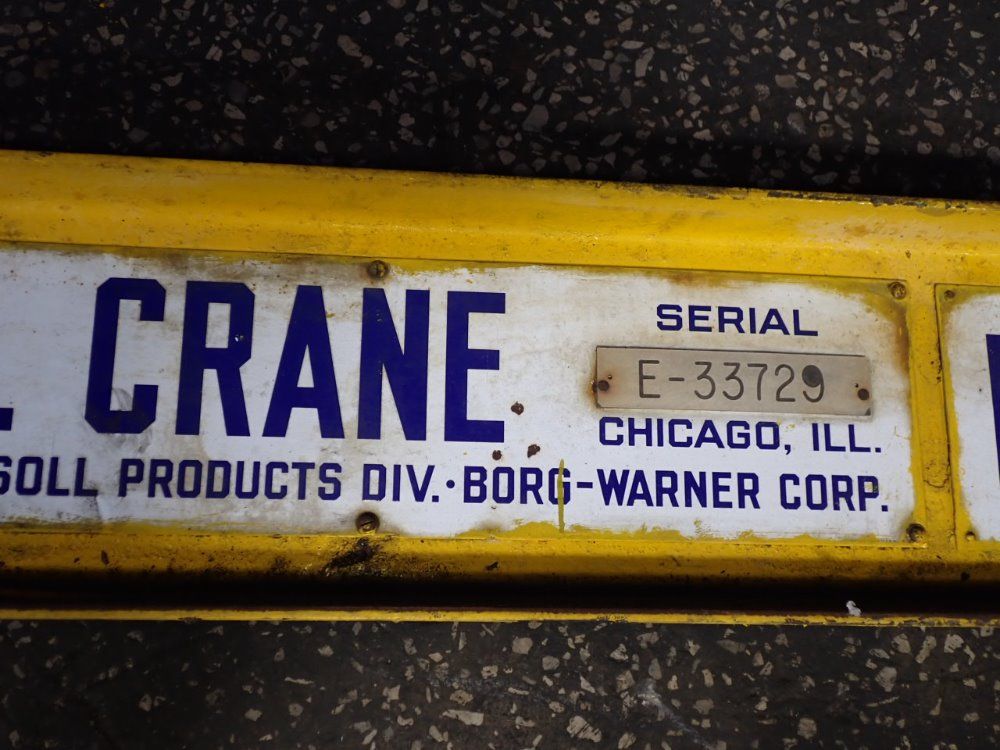 CRANE
SERIAL
E-33729
CHICAGO, ILL.
SOLL PRODUCTS DIV.·BORG-WARNER CORP.